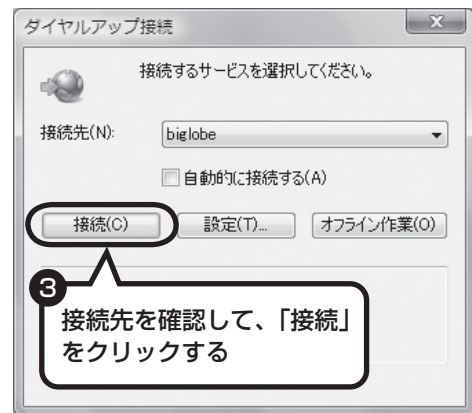 ダイヤルアップ接続
接続するサービスを選択してください。
接続先(N):
biglobe
自動的に接続する(A)
接続(C)
設定(T)...
オフライン作業(O)
❸
接続先を確認して、「接続」
をクリックする